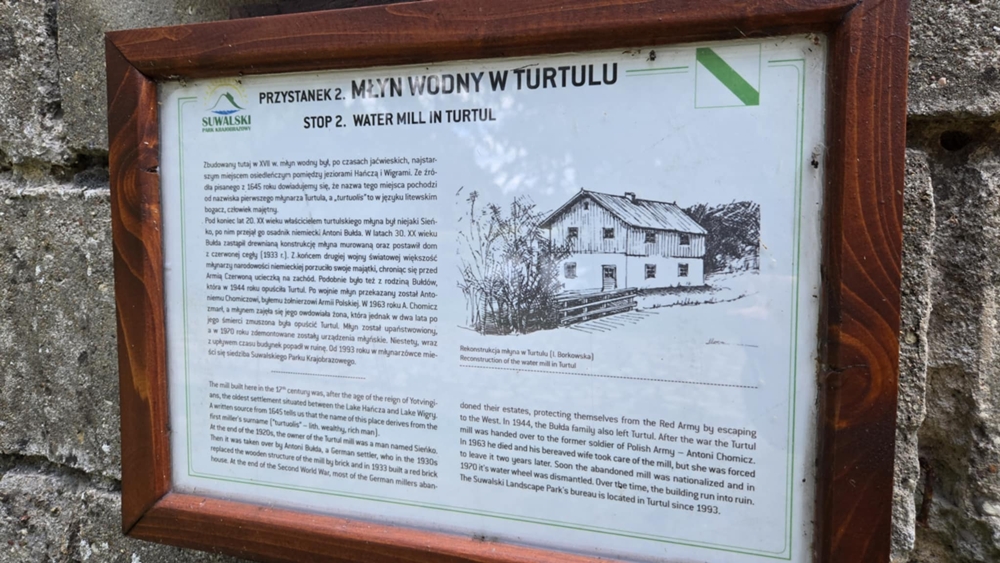 SUWALSKI
PARK KRAJOBRAZOWY
PRZYSTANEK 2. MŁYN WODNY W TURTULU
STOP 2. WATER MILL IN TURTUL
Zbudowany tutaj w XVII w. młyn wodny był, po czasach jaćwieskich, najstar-
szym miejscem osiedleńczym pomiędzy jeziorami Hańczą i Wigrami. Ze źró-
dła pisanego z 1645 roku dowiadujemy się, że nazwa tego miejsca pochodzi
od nazwiska pierwszego młynarza Turtula, a „turtuolis" to w języku litewskim
bogacz, człowiek majętny.
Pod koniec lat 20. XX wieku właścicielem turtulskiego młyna był niejaki Sień-
ko, po nim przejął go osadnik niemiecki Antoni Bułda. W latach 30. XX wieku
Bułda zastąpił drewnianą konstrukcję młyna murowaną oraz postawił dom
z czerwonej cegły (1933 r.). Z końcem drugiej wojny światowej większość
młynarzy narodowości niemieckiej porzuciło swoje majątki, chroniąc się przed
Armią Czerwoną ucieczką na zachód. Podobnie było też z rodziną Bułdów,
która w 1944 roku opuściła Turtul. Po wojnie młyn przekazany został Anto-
niemu Chomiczowi, byłemu żołnierzowi Armii Polskiej. W 1963 roku A. Chomicz
zmarł, a młynem zajęła się jego owdowiała żona, która jednak w dwa lata po
jego śmierci zmuszona była opuścić Turtul. Młyn został upaństwowiony,
a w 1970 roku zdemontowane zostały urządzenia młyńskie. Niestety, wraz
z upływem czasu budynek popadł w ruinę. Od 1993 roku w młynarzówce mie-
ści się siedziba Suwalskiego Parku Krajobrazowego.
Rekonstrukcja młyna w Turtulu (I. Borkowska)
Reconstruction of the water mill in Turtul
The mill built here in the 17th century was, after the age of the reign of Yotvingi-
ans, the oldest settlement situated between the Lake Hańcza and Lake Wigry.
A written source from 1645 tells us that the name of this place derives from the
first miller's surname ("turtuolis" – lith. wealthy, rich man).
At the end of the 1920s, the owner of the Turtul mill was a man named Sieńko.
Then it was taken over by Antoni Bułda, a German settler, who in the 1930s
replaced the wooden structure of the mill by brick and in 1933 built a red brick
house. At the end of the Second World War, most of the German millers aban-
doned their estates, protecting themselves from the Red Army by escaping
to the West. In 1944, the Bułda family also left Turtul. After the war the Turtul
mill was handed over to the former soldier of Polish Army – Antoni Chomicz.
In 1963 he died and his bereaved wife took care of the mill, but she was forced
to leave it two years later. Soon the abandoned mill was nationalized and in
1970 it's water wheel was dismantled. Over the time, the building run into ruin.
The Suwalski Landscape Park's bureau is located in Turtul since 1993.